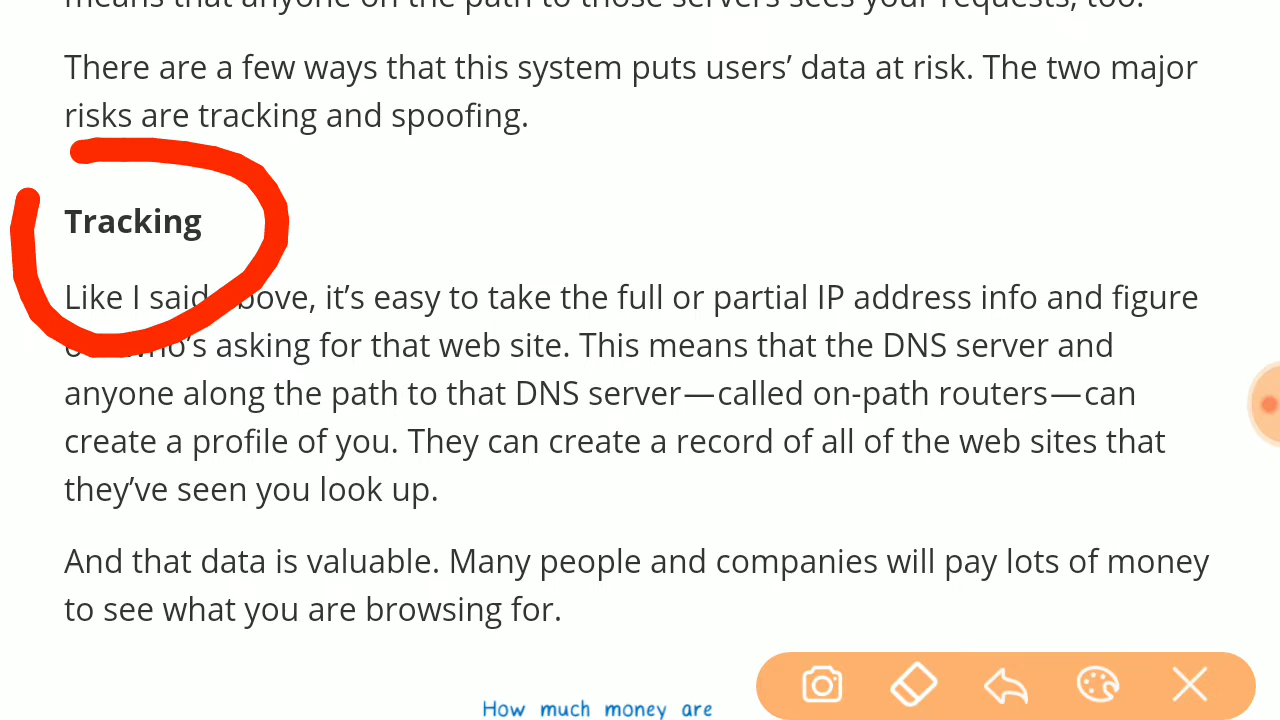 means that anyone on the path to those servers sees your requests, too.
There are a few ways that this system puts users’ data at risk. The two major
risks are tracking and spoofing.
Tracking
Like I said above, it’s easy to take the full or partial IP address info and figure
who’s asking for that web site. This means that the DNS server and
anyone along the path to that DNS server—called on-path routers—can
create a profile of you. They can create a record of all of the web sites that
they’ve seen you look up.
And that data is valuable. Many people and companies will pay lots of money
to see what you are browsing for.
How much money are